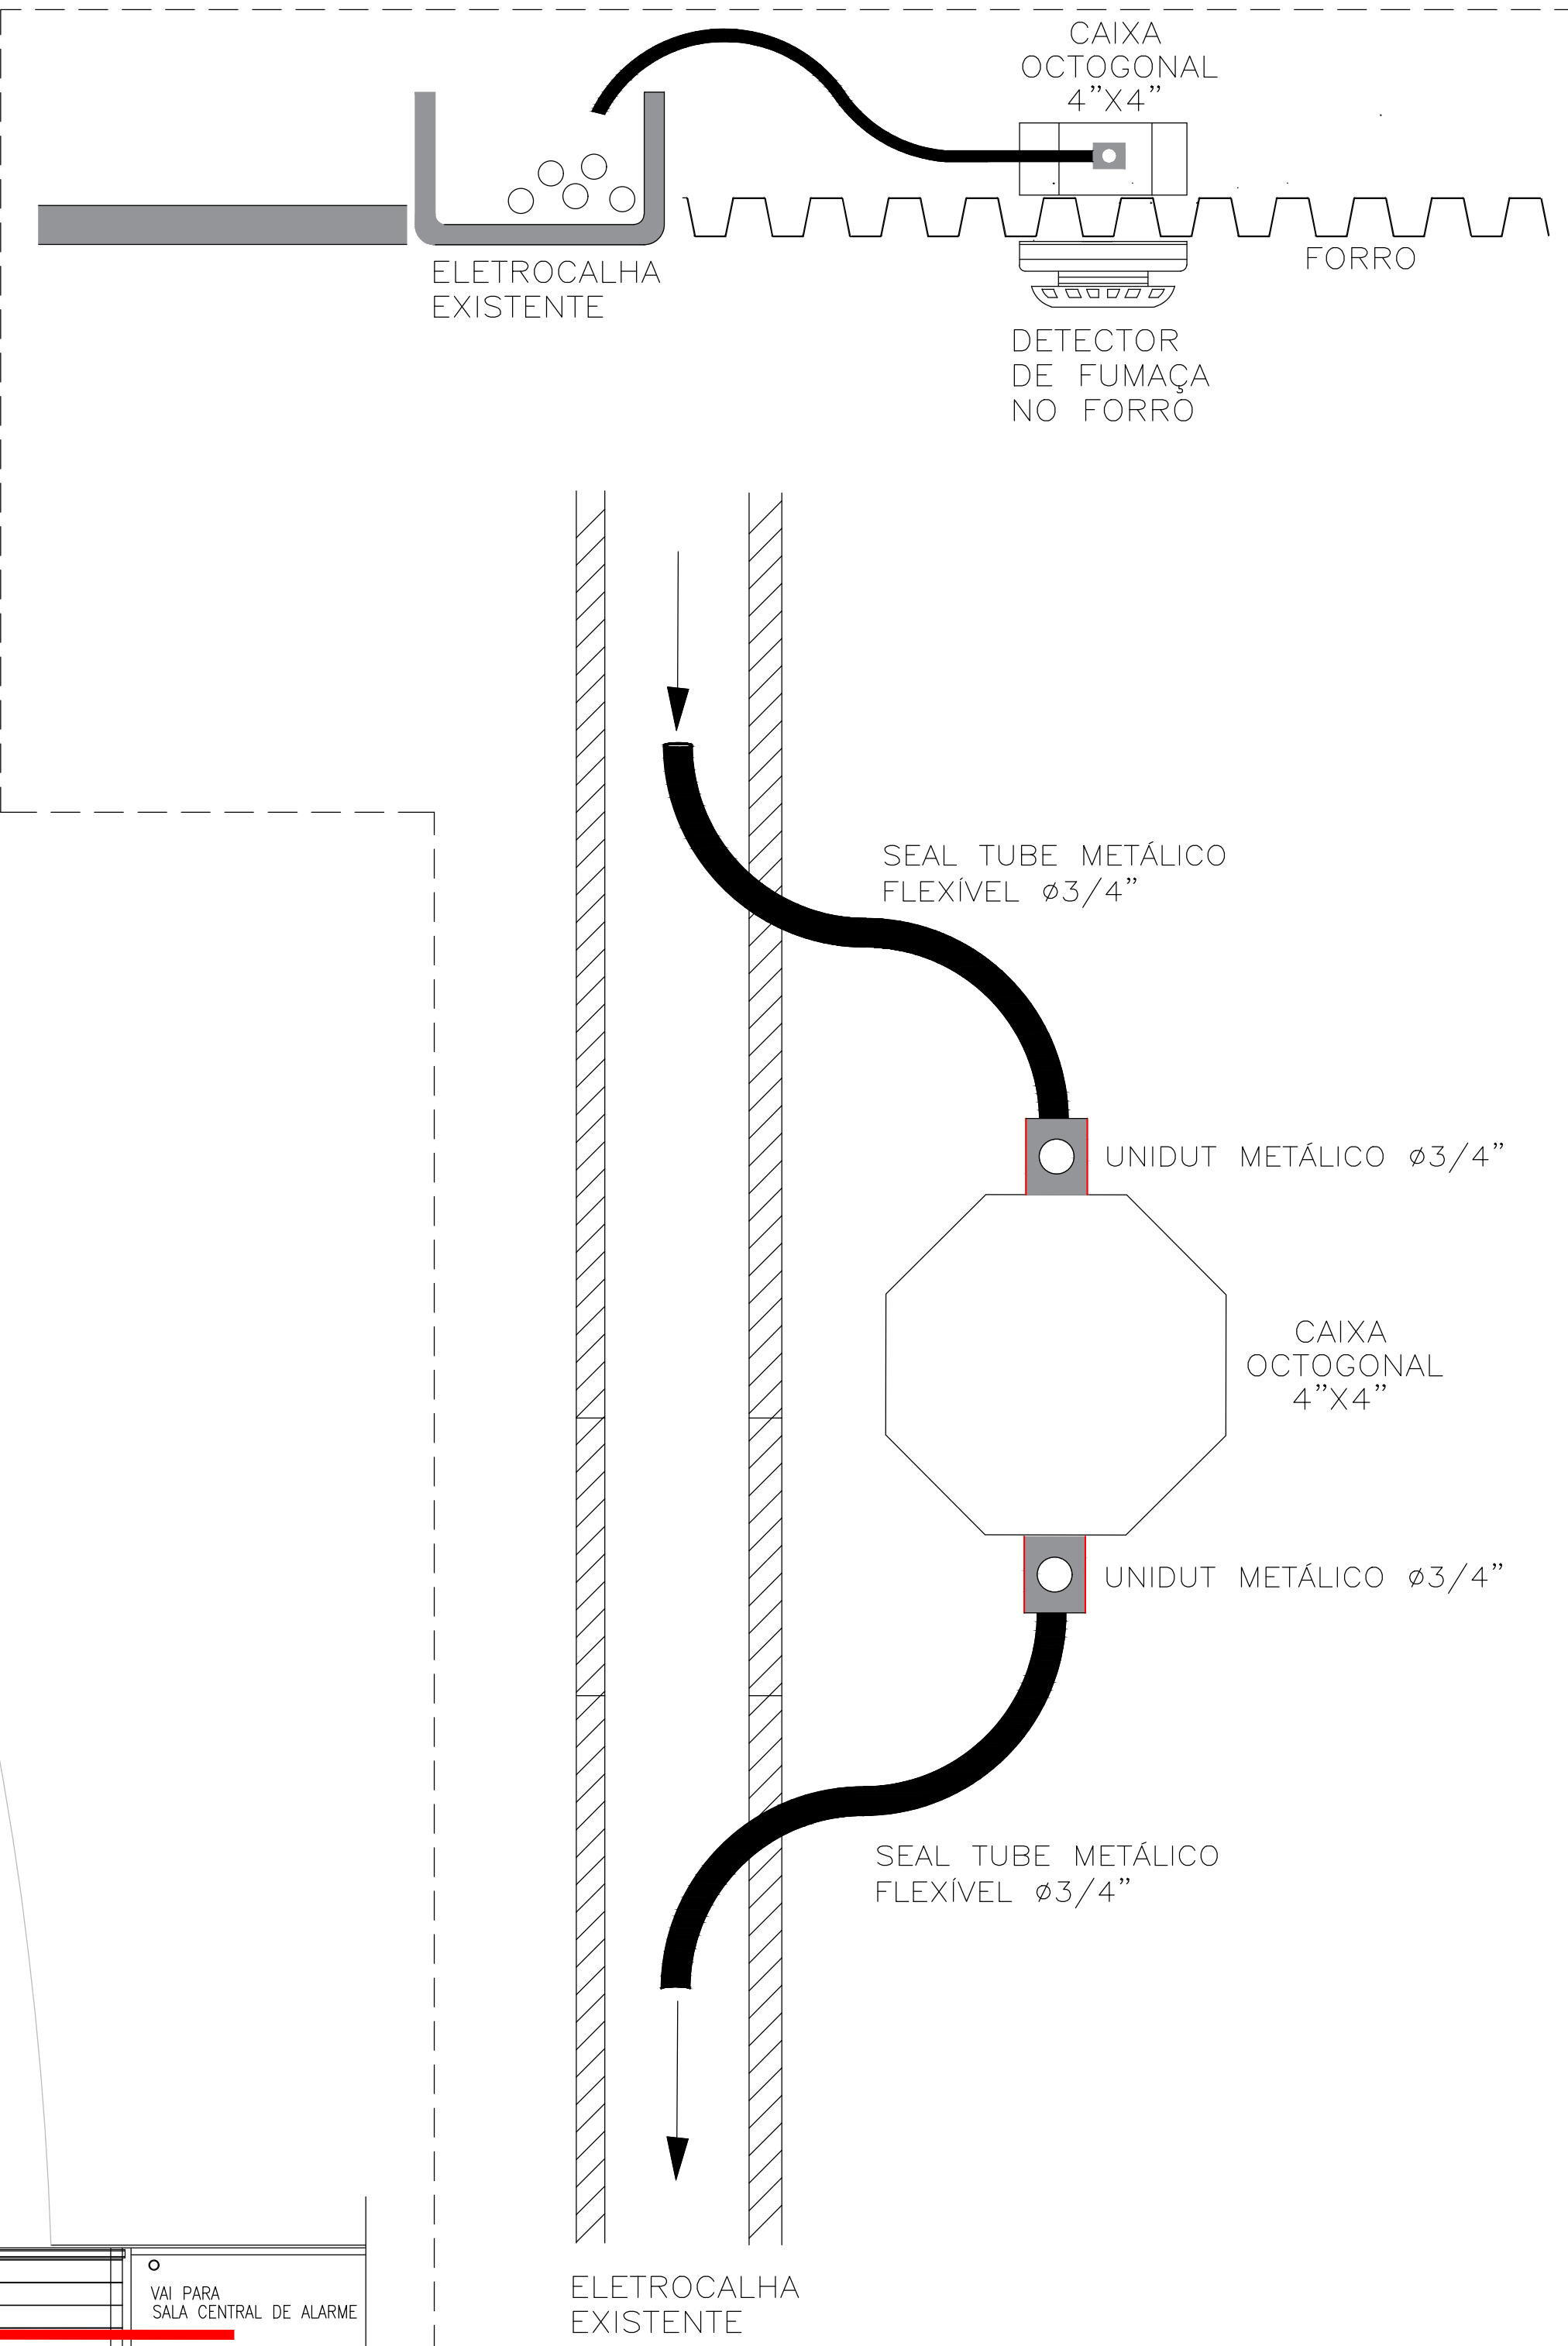 CAIXA
OCTOGONAL
4”X4”
ELETROCALHA
EXISTENTE
FORRO
DETECTOR
DE FUMAÇA
NO FORRO
SEAL TUBE METÁLICO
FLEXÍVEL ø3/4”
UNIDUT METÁLICO ø3/4”
CAIXA
OCTOGONAL
4”X4”
UNIDUT METÁLICO ø3/4”
SEAL TUBE METÁLICO
FLEXÍVEL ø3/4”
VAI PARA
SALA CENTRAL DE ALARME
ELETROCALHA
EXISTENTE